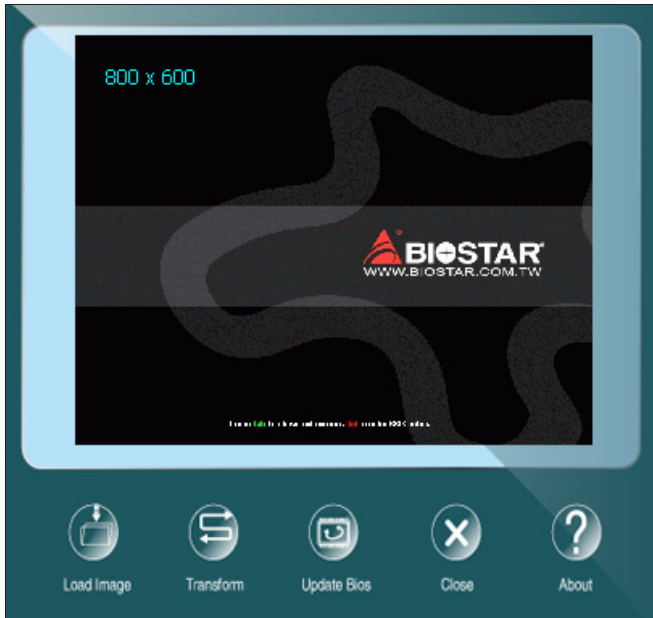 800 x 600
BIOSTAR
WWW.BIOSTAR.COM.TW
Load Image
Transform
Update Bios
Close
About